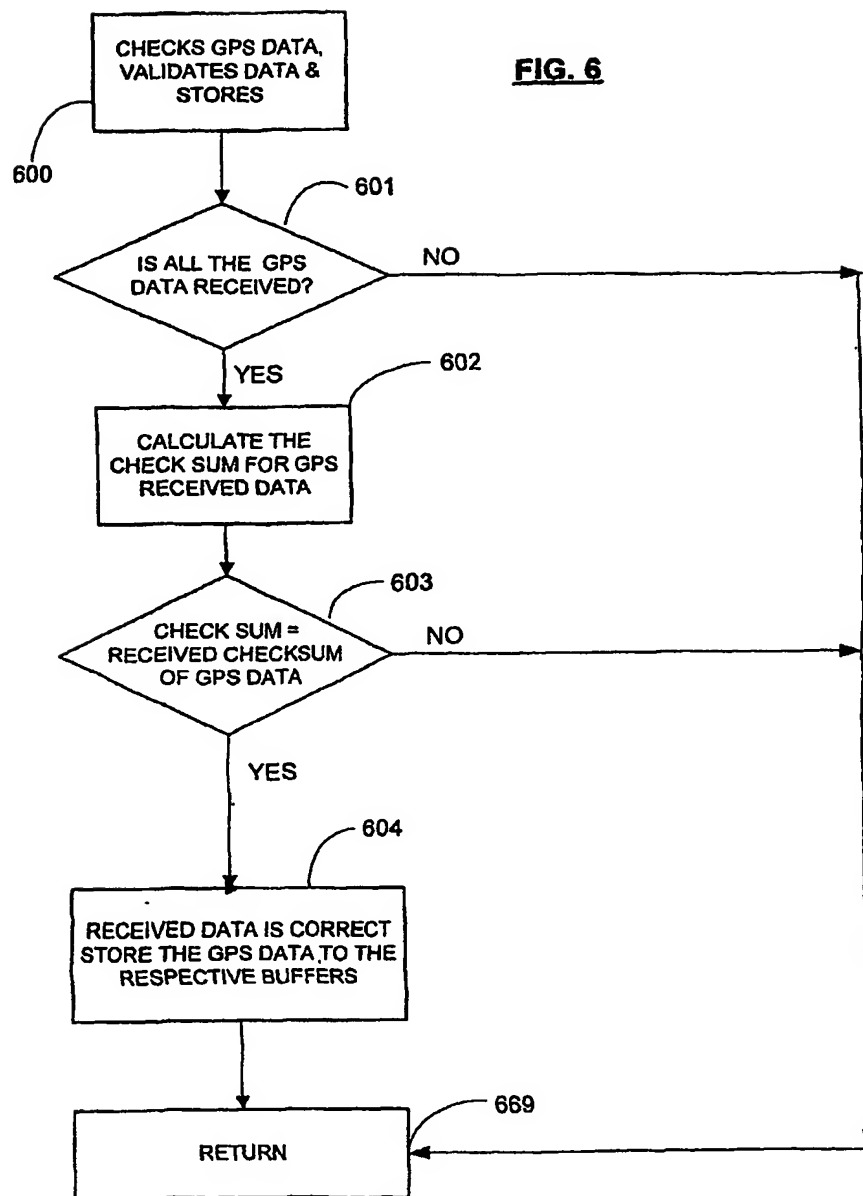 FIG. 6
CHECKS GPS DATA,
VALIDATES DATA &
STORES
600
601
IS ALL THE GPS
DATA RECEIVED?
NO
YES
602
CALCULATE THE
CHECK SUM FOR GPS
RECEIVED DATA
603
CHECK SUM =
RECEIVED CHECKSUM
OF GPS DATA
NO
YES
604
RECEIVED DATA IS CORRECT
STORE THE GPS DATA TO THE
RESPECTIVE BUFFERS
669
RETURN